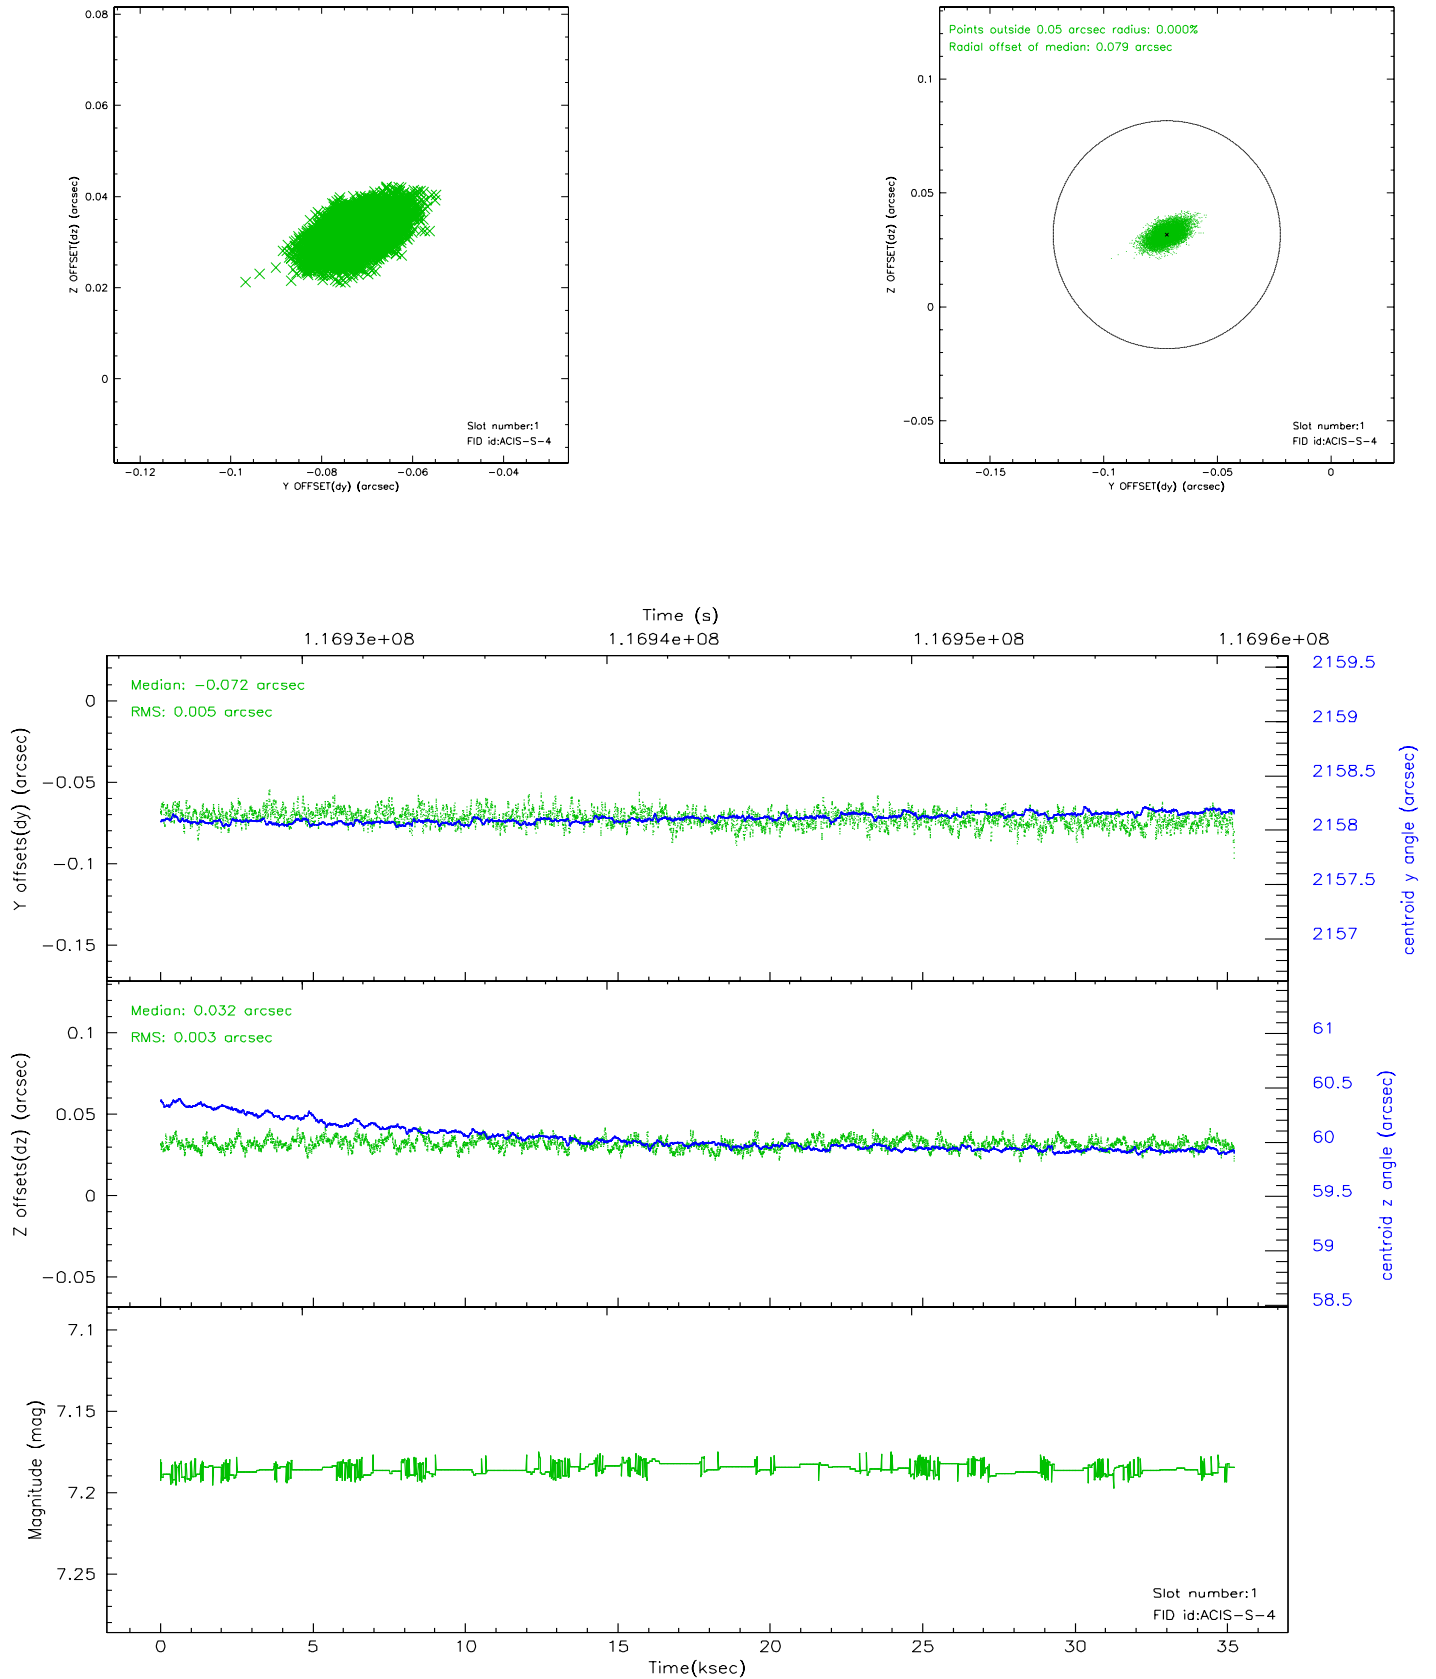 0.08
0.06
0.04
0.02
0
Z OFFSET(dz) (arcsec)
Slot number:1
FID id:ACIS-S-4
-0.12
-0.1
-0.08
-0.06
-0.04
Y OFFSET(dy) (arcsec)
Points outside 0.05 arcsec radius: 0.000%
Radial offset of median: 0.079 arcsec
0.1
0.05
0
-0.05
Z OFFSET(dz) (arcsec)
Slot number:1
FID id:ACIS-S-4
-0.15
-0.1
-0.05
0
Y OFFSET(dy) (arcsec)
Time (s)
1.1693e+08
1.1694e+08
1.1695e+08
1.1696e+08
Median: -0.072 arcsec
RMS: 0.005 arcsec
0
-0.05
-0.1
-0.15
Y offsets(dy) (arcsec)
2159.5
2159
2158.5
2158
2157.5
2157
centroid y angle (arcsec)
Median: 0.032 arcsec
RMS: 0.003 arcsec
0.1
0.05
0
-0.05
Z offsets(dz) (arcsec)
61
60.5
60
59.5
59
58.5
centroid z angle (arcsec)
7.1
7.15
7.2
7.25
Magnitude (mag)
Slot number:1
FID id:ACIS-S-4
0
5
10
15
20
25
30
35
Time(ksec)